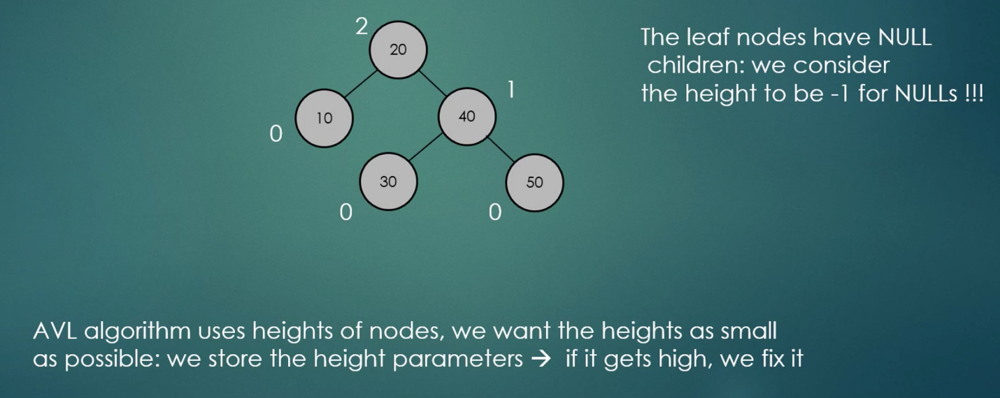 2
20
The leaf nodes have NULL
children: we consider
the height to be -1 for NULLs !!!
1
10
40
0
30
50
0
0
AVL algorithm uses heights of nodes, we want the heights as small
as possible: we store the height parameters → if it gets high, we fix it